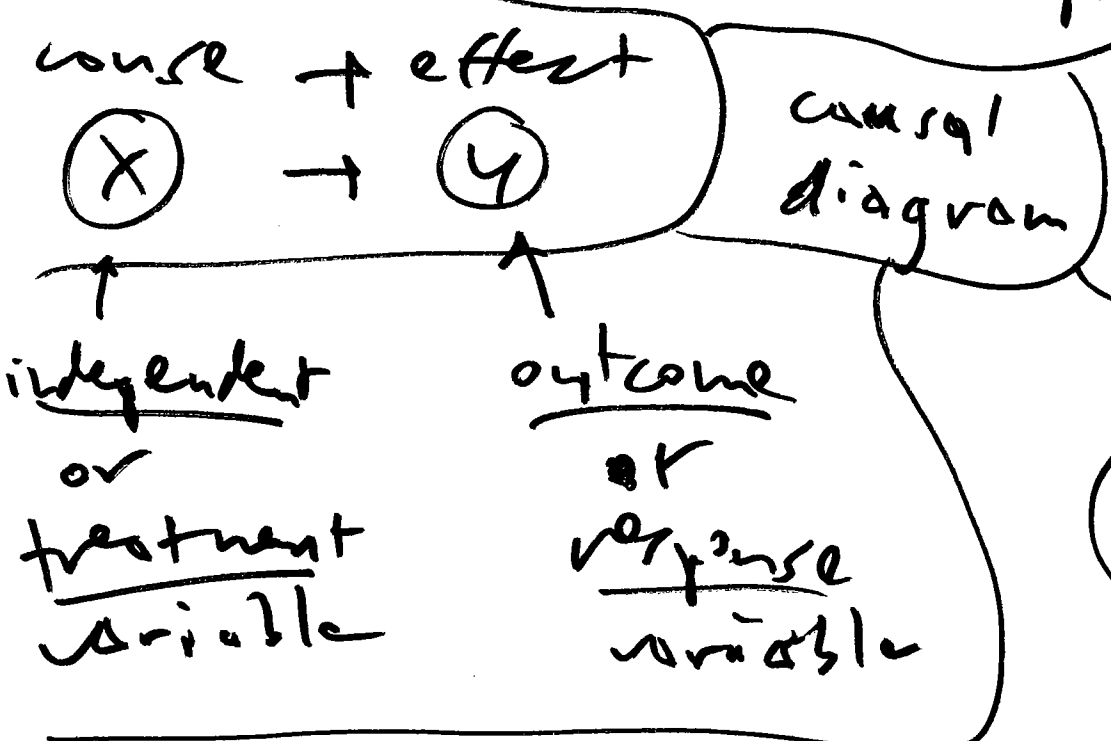 cause → effect
X → Y
causal
diagram
independent
or
treatment
variable
outcome
or
response
variable